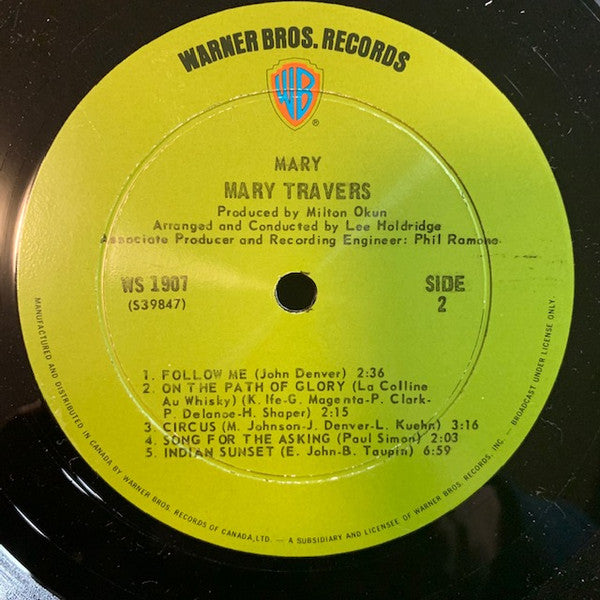 WARNER BROS. RECORDS
WB
®
MARY
MARY TRAVERS
Produced by Milton Okun
Arranged and Conducted by Lee Holdridge
Associate Producer and Recording Engineer: Phil Ramone
WS 1907
(S39847)
SIDE
2
1. FOLLOW ME (John Denver) 2:36
2. ON THE PATH OF GLORY (La Colline
Au Whisky) (K. Ife-G. Magenta-P. Clark-
P. Delanoe-H. Shaper) 2:15
3. CIRCUS (M. Johnson-J. Denver-L. Kuehn) 3:16
4. SONG FOR THE ASKING (Paul Simon) 2:03
5. INDIAN SUNSET (E. John-B. Taupin) 6:59
MANUFACTURED AND DISTRIBUTED IN CANADA BY WARNER BROS. RECORDS OF CANADA, LTD. — A SUBSIDIARY AND LICENSEE OF WARNER BROS. RECORDS, INC. — BROADCAST UNDER LICENSE ONLY.